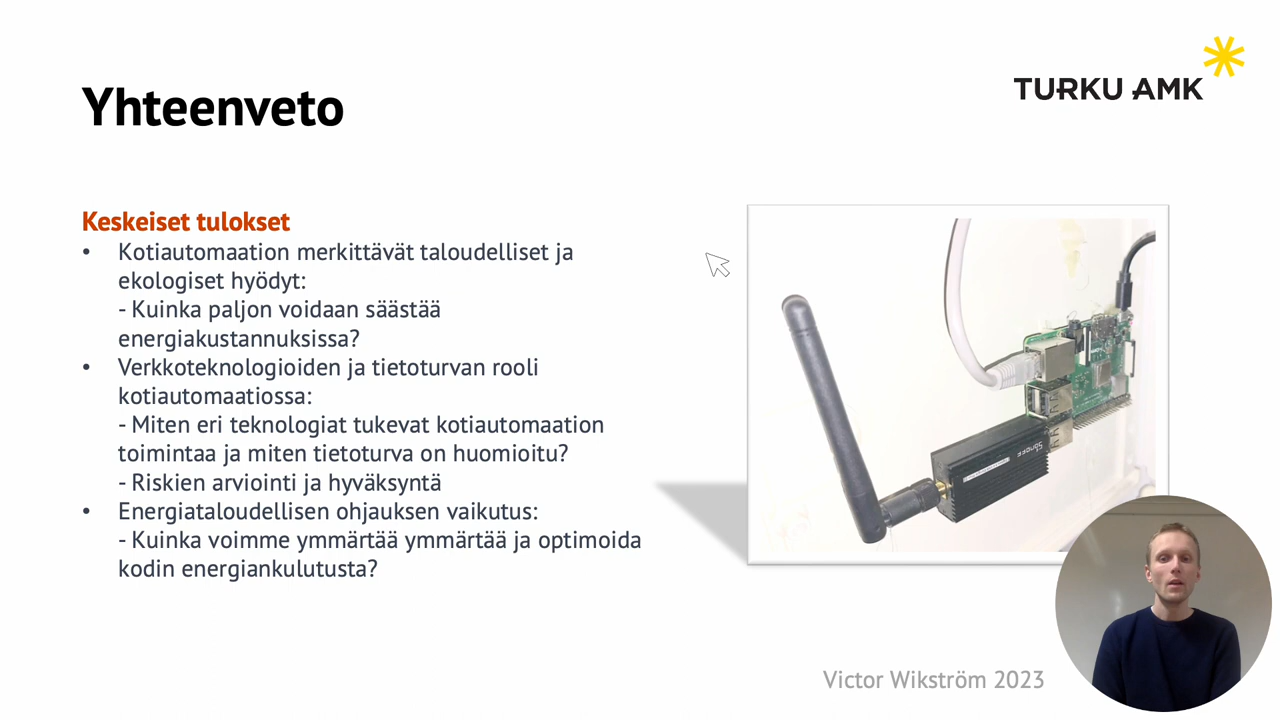 TURKU AMK
Yhteenveto
Keskeiset tulokset
• Kotiautomaation merkittävät taloudelliset ja
ekologiset hyödyt:
- Kuinka paljon voidaan säästää
energiakustannuksissa?
• Verkkoteknologioiden ja tietoturvan rooli
kotiautomaatiossa:
- Miten eri teknologiat tukevat kotiautomaation
toimintaa ja miten tietoturva on huomioitu?
- Riskien arviointi ja hyväksyntä
• Energiataloudellisen ohjauksen vaikutus:
- Kuinka voimme ymmärtää ymmärtää ja optimoida
kodin energiankulutusta?
SONOFF
Victor Wikström 2023